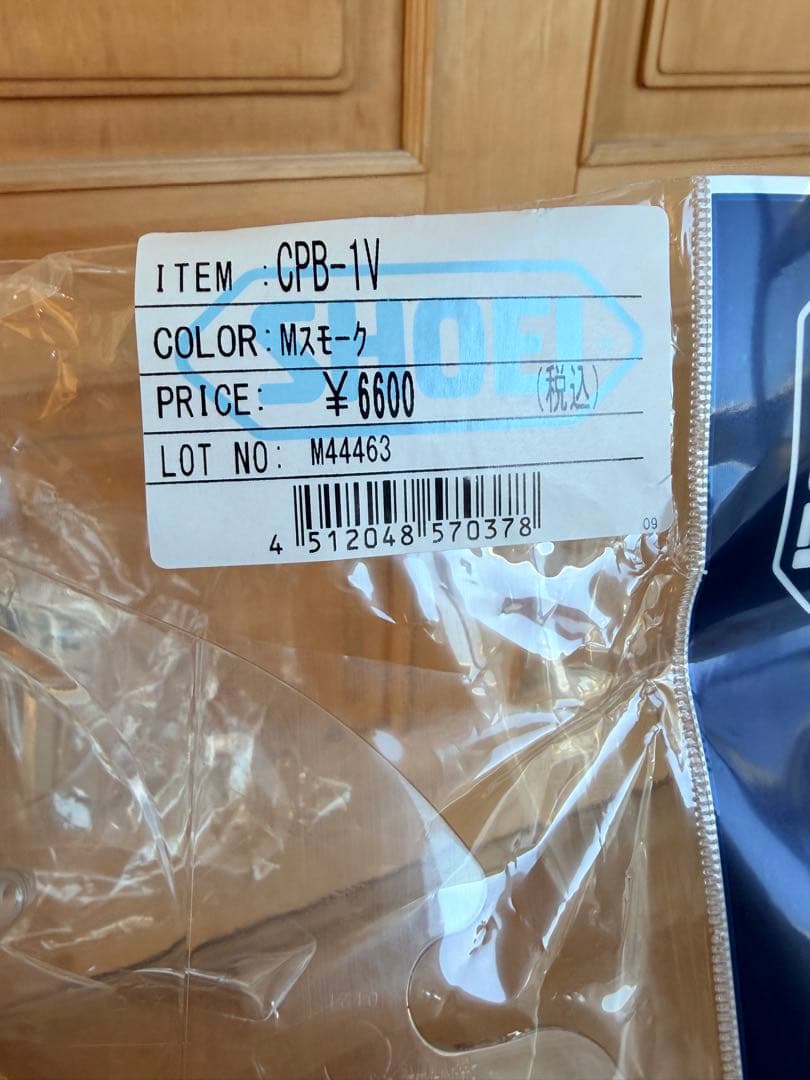 SHOEI
ITEM : CPB-1V
COLOR: Mスモーク
PRICE: ¥6600 (税込)
LOT NO: M44463
4 512048 570378
09